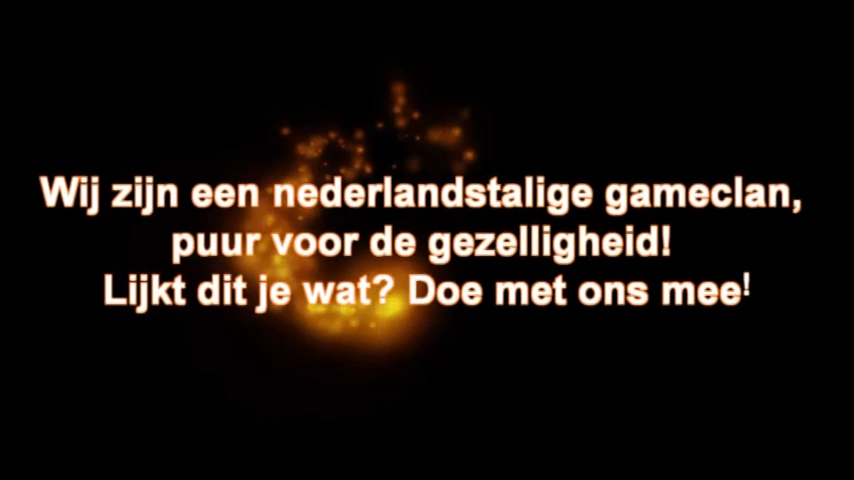 Wij zijn een nederlandstalige gameclan,
puur voor de gezelligheid!
Lijkt dit je wat? Doe met ons mee!